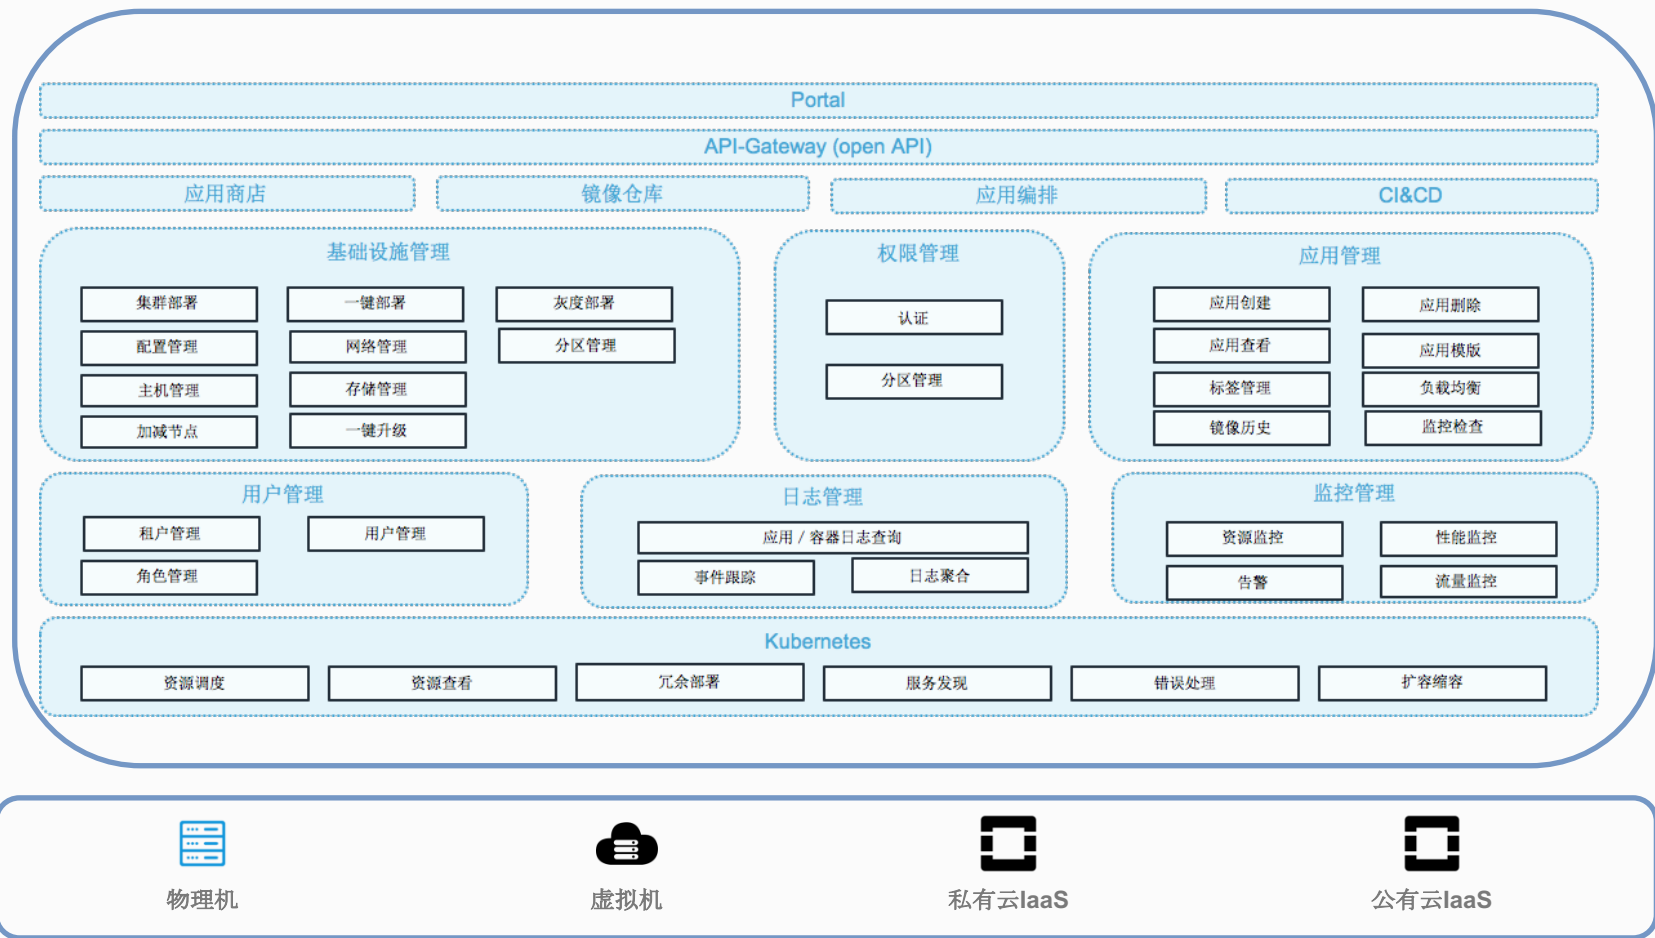 Portal
API-Gateway (open API)
应用商店 镜像仓库 应用编排 CI&CD
基础设施管理
集群部署 一键部署 灰度部署
配置管理 网络管理 分区管理
主机管理 存储管理
加减节点 一键升级
权限管理
认证
分区管理
应用管理
应用创建 应用删除
应用查看 应用模版
标签管理 负载均衡
镜像历史 监控检查
用户管理
租户管理 用户管理
角色管理
日志管理
应用 / 容器日志查询
事件跟踪 日志聚合
监控管理
资源监控 性能监控
告警 流量监控
Kubernetes
资源调度 资源查看 冗余部署 服务发现 错误处理 扩容缩容
物理机 虚拟机 私有云IaaS 公有云IaaS